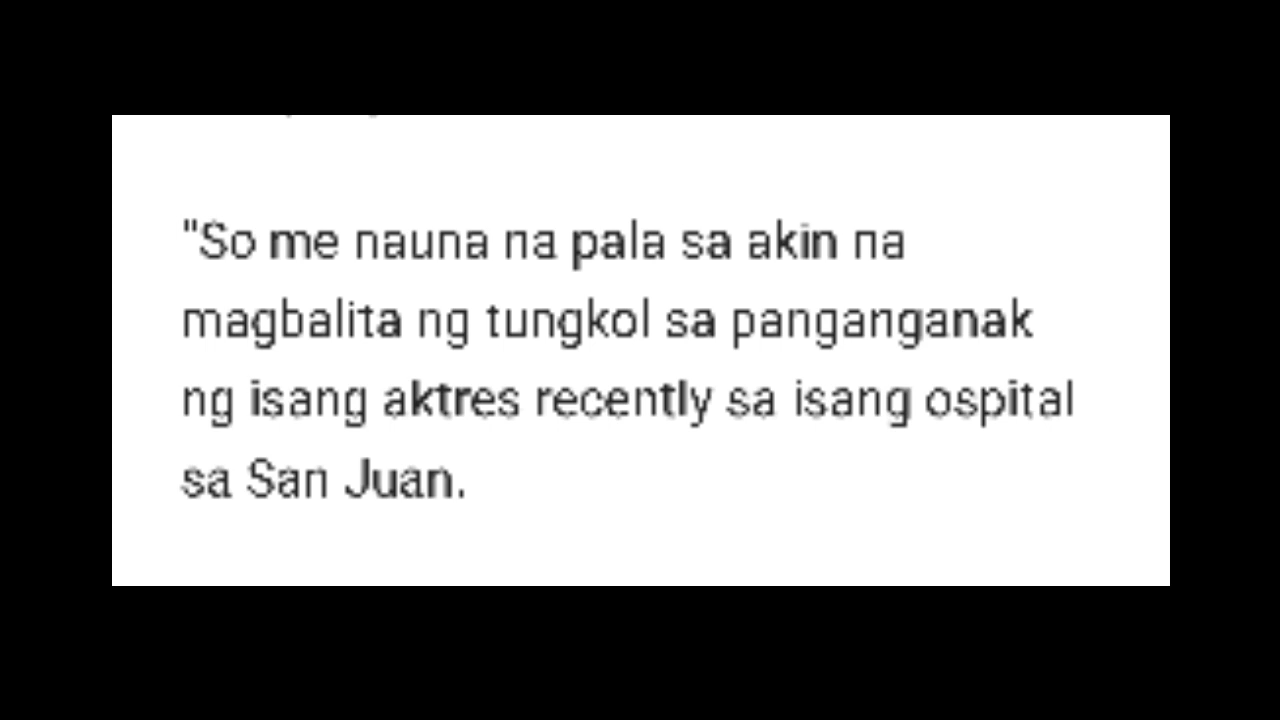 "So me nauna na pala sa akin na
magbalita ng tungkol sa panganganak
ng isang aktres recently sa isang ospital
sa San Juan.